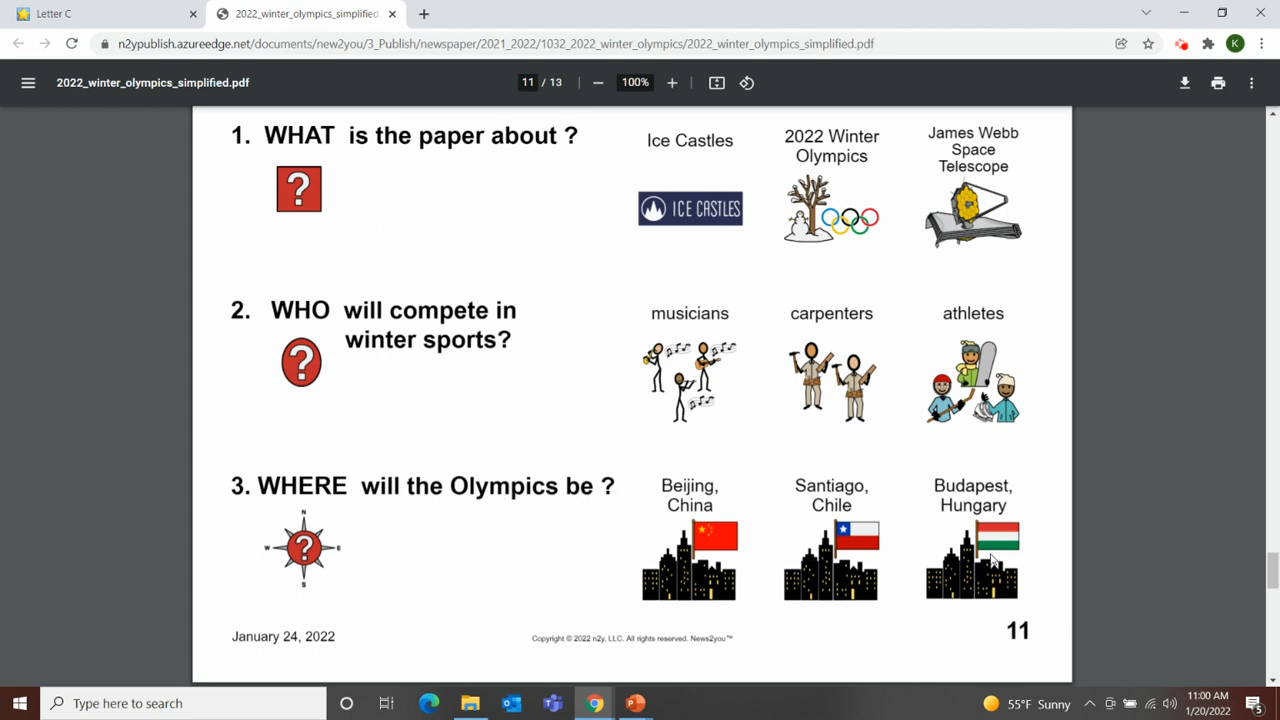 Letter C
2022_winter_olympics_simplified.
n2ypublish.azureedge.net/documents/new2you/3_Publish/newspaper/2021_2022/1032_2022_winter_olympics/2022_winter_olympics_simplified.pdf
K
2022_winter_olympics_simplified.pdf
11 / 13
100%
1. WHAT is the paper about ?
?
Ice Castles
ICE CASTLES
2022 Winter
Olympics
James Webb
Space
Telescope
2. WHO will compete in
winter sports?
?
musicians
carpenters
athletes
3. WHERE will the Olympics be ?
N
W ? E
S
Beijing,
China
Santiago,
Chile
Budapest,
Hungary
January 24, 2022
Copyright © 2022 n2y, LLC. All rights reserved. News2you™
11
Type here to search
55°F Sunny
11:00 AM
1/20/2022
5